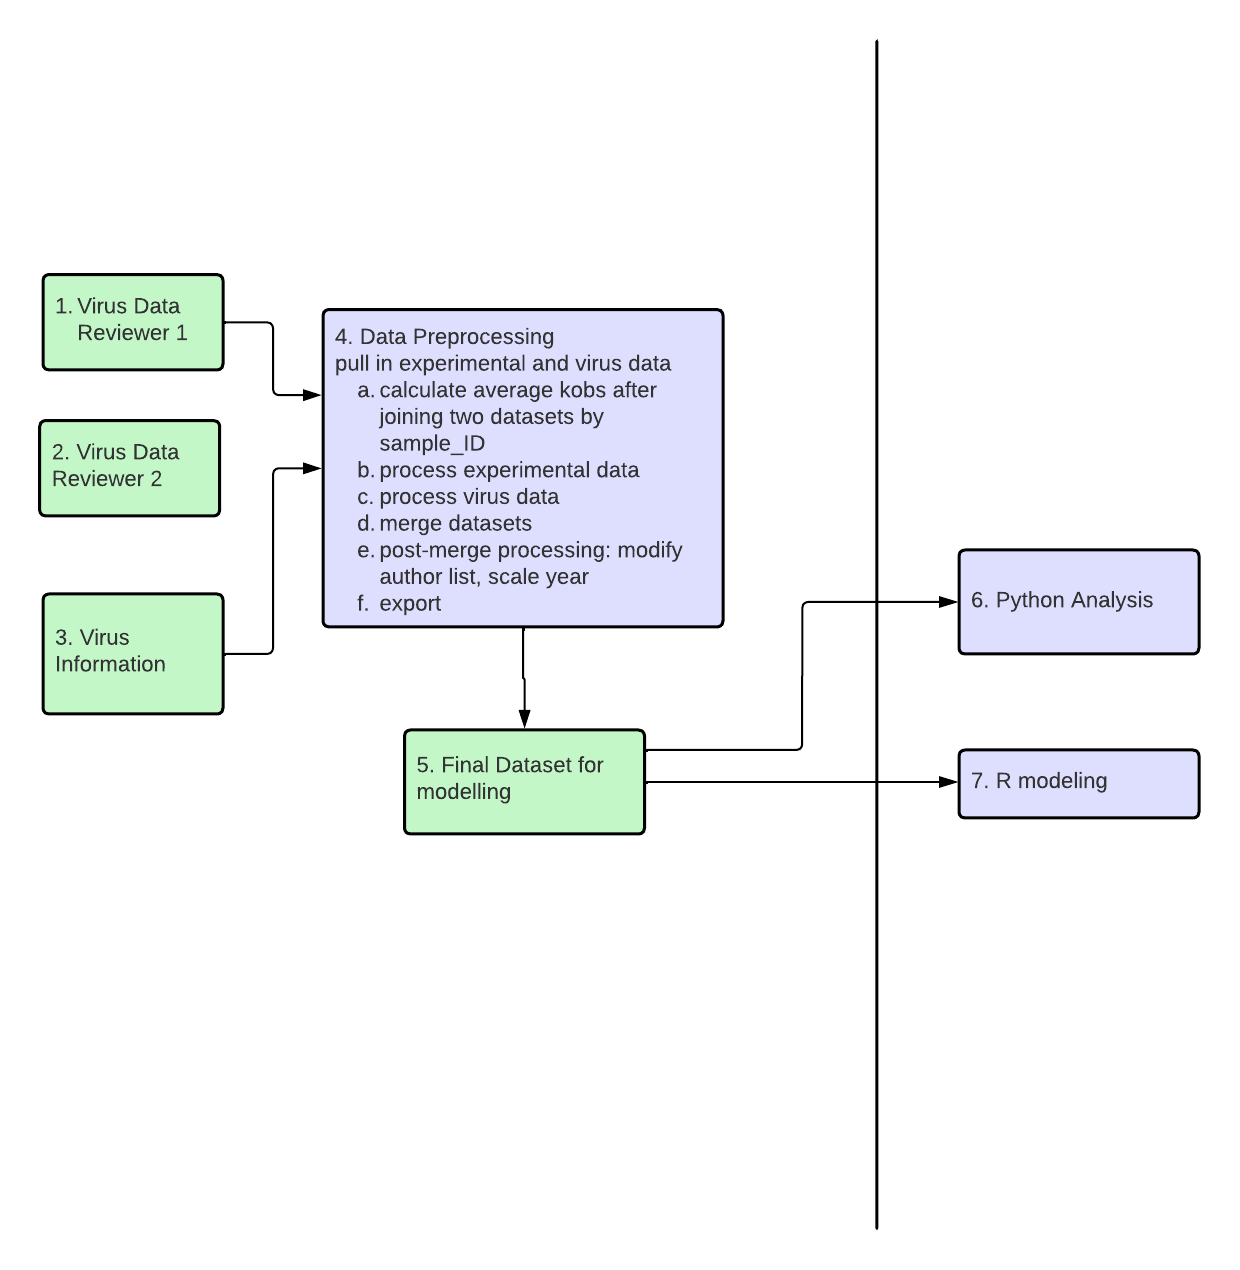 1. Virus Data
Reviewer 1
2. Virus Data
Reviewer 2
3. Virus
Information
4. Data Preprocessing
pull in experimental and virus data
a. calculate average kobs after
joining two datasets by
sample_ID
b. process experimental data
c. process virus data
d. merge datasets
e. post-merge processing: modify
author list, scale year
f. export
5. Final Dataset for
modelling
6. Python Analysis
7. R modeling